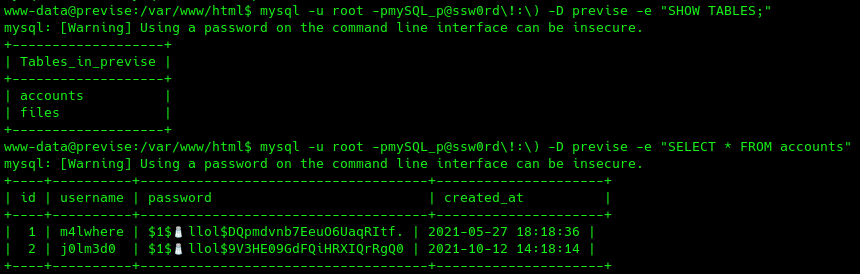 www-data@previse:/var/www/html$ mysql -u root -pmySQL_p@ssw0rd\!:\) -D previse -e "SHOW TABLES;"
mysql: [Warning] Using a password on the command line interface can be insecure.
+-------------------+
| Tables_in_previse |
+-------------------+
| accounts          |
| files             |
+-------------------+
www-data@previse:/var/www/html$ mysql -u root -pmySQL_p@ssw0rd\!:\) -D previse -e "SELECT * FROM accounts"
mysql: [Warning] Using a password on the command line interface can be insecure.
+----+----------+------------------------------------+---------------------+
| id | username | password                           | created_at          |
+----+----------+------------------------------------+---------------------+
|  1 | m4lwhere | $1$🧂llol$DQpmdvnb7EeuO6UaqRItf. | 2021-05-27 18:18:36 |
|  2 | j0lm3d0  | $1$🧂llol$9V3HE09GdFQiHRXIQrRgQ0 | 2021-10-12 14:18:14 |
+----+----------+------------------------------------+---------------------+